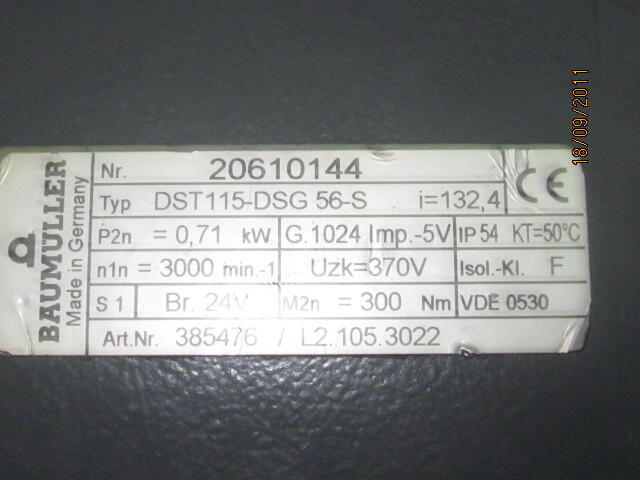 BAUMÜLLER
Made in Germany
Nr. 20610144
Typ DST115-DSG 56-S i=132,4
P2n = 0,71 kW G.1024 Imp.-5V IP 54 KT=50°C
n1n = 3000 min.-1 Uzk=370V Isol.-Kl. F
S 1 Br. 24V M2n = 300 Nm VDE 0530
Art.Nr. 385476 / L2.105.3022
CE
18/09/2011